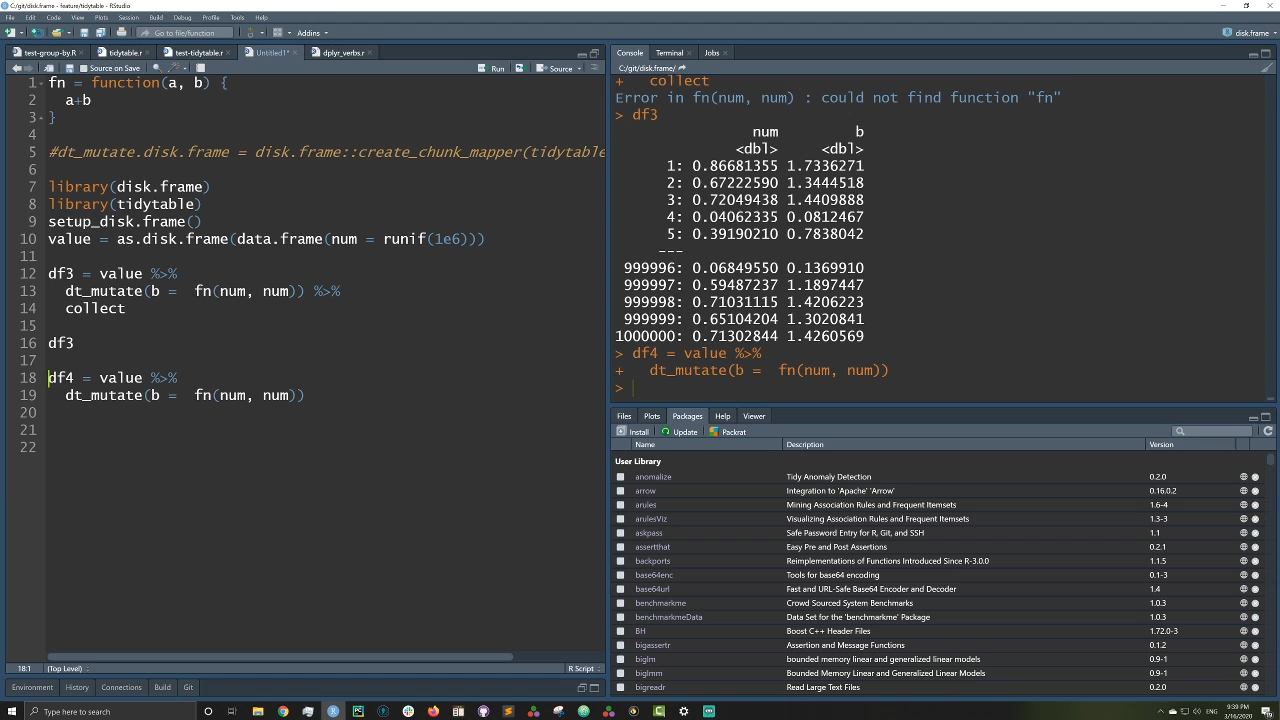 C:/git/disk.frame - feature/tidytable - RStudio
File Edit Code View Plots Session Build Debug Profile Tools Help
Go to file/function Addins disk.frame
test-group-by.R tidytable.r test-tidytable.r Untitled1* dplyr_verbs.r
Source on Save Run Source
1 fn = function(a, b) {
2 a+b
3 }
4
5 #dt_mutate.disk.frame = disk.frame::create_chunk_mapper(tidytable
6
7 library(disk.frame)
8 library(tidytable)
9 setup_disk.frame()
10 value = as.disk.frame(data.frame(num = runif(1e6)))
11
12 df3 = value %>%
13 dt_mutate(b = fn(num, num)) %>%
14 collect
15
16 df3
17
18 df4 = value %>%
19 dt_mutate(b = fn(num, num))
20
21
22
18:1 (Top Level) R Script
Environment History Connections Build Git
Console Terminal Jobs
C:/git/disk.frame/
+ collect
Error in fn(num, num) : could not find function "fn"
> df3
num b
<dbl> <dbl>
1: 0.86681355 1.7336271
2: 0.67222590 1.3444518
3: 0.72049438 1.4409888
4: 0.04062335 0.0812467
5: 0.39190210 0.7838042
---
999996: 0.06849550 0.1369910
999997: 0.59487237 1.1897447
999998: 0.71031115 1.4206223
999999: 0.65104204 1.3020841
1000000: 0.71302844 1.4260569
> df4 = value %>%
+ dt_mutate(b = fn(num, num))
>
Files Plots Packages Help Viewer
Install Update Packrat
Name Description Version
User Library
anomalize Tidy Anomaly Detection 0.2.0
arrow Integration to 'Apache' 'Arrow' 0.16.0.2
arules Mining Association Rules and Frequent Itemsets 1.6-4
arulesViz Visualizing Association Rules and Frequent Itemsets 1.3-3
askpass Safe Password Entry for R, Git, and SSH 1.1
assertthat Easy Pre and Post Assertions 0.2.1
backports Reimplementations of Functions Introduced Since R-3.0.0 1.1.5
base64enc Tools for base64 encoding 0.1-3
base64url Fast and URL-Safe Base64 Encoder and Decoder 1.4
benchmarkme Crowd Sourced System Benchmarks 1.0.3
benchmarkmeData Data Set for the 'benchmarkme' Package 1.0.3
BH Boost C++ Header Files 1.72.0-3
bigassertr Assertion and Message Functions 0.1.2
biglm bounded memory linear and generalized linear models 0.9-1
biglmm Bounded Memory Linear and Generalized Linear Models 0.9-1
bigreadr Read Large Text Files 0.2.0
Type here to search
9:39 PM
3/16/2020